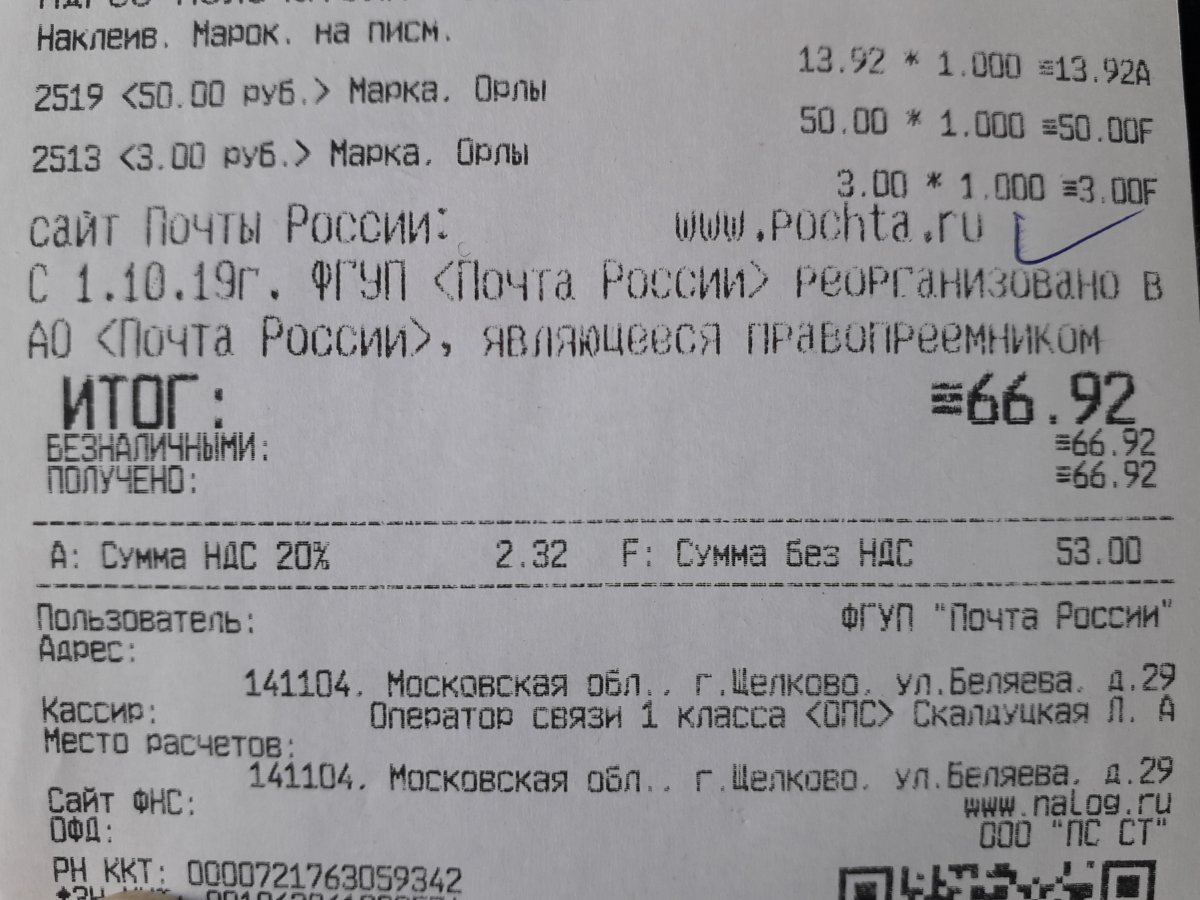 Наклеив. Марок. на писм.
13.92 * 1.000 ≡13.92А
2519 <50.00 руб.> Марка. Орлы
50.00 * 1.000 ≡50.00F
2513 <3.00 руб.> Марка. Орлы
3.00 * 1.000 ≡3.00F
сайт Почты России: www.pochta.ru
С 1.10.19г. ФГУП <Почта России> реорганизовано в
АО <Почта России>, являющееся правопреемником
ИТОГ: ≡66.92
БЕЗНАЛИЧНЫМИ: ≡66.92
ПОЛУЧЕНО: ≡66.92
А: Сумма НДС 20% 2.32 F: Сумма без НДС 53.00
Пользователь: ФГУП "Почта России"
Адрес:
141104, Московская обл., г.Щелково, ул.Беляева, д.29
Кассир: Оператор связи 1 класса <ОПС> Скалдуцкая Л. А
Место расчетов:
141104, Московская обл., г.Щелково, ул.Беляева, д.29
Сайт ФНС: www.nalog.ru
ОФД: ООО "ПС СТ"
РН ККТ: 0000721763059342